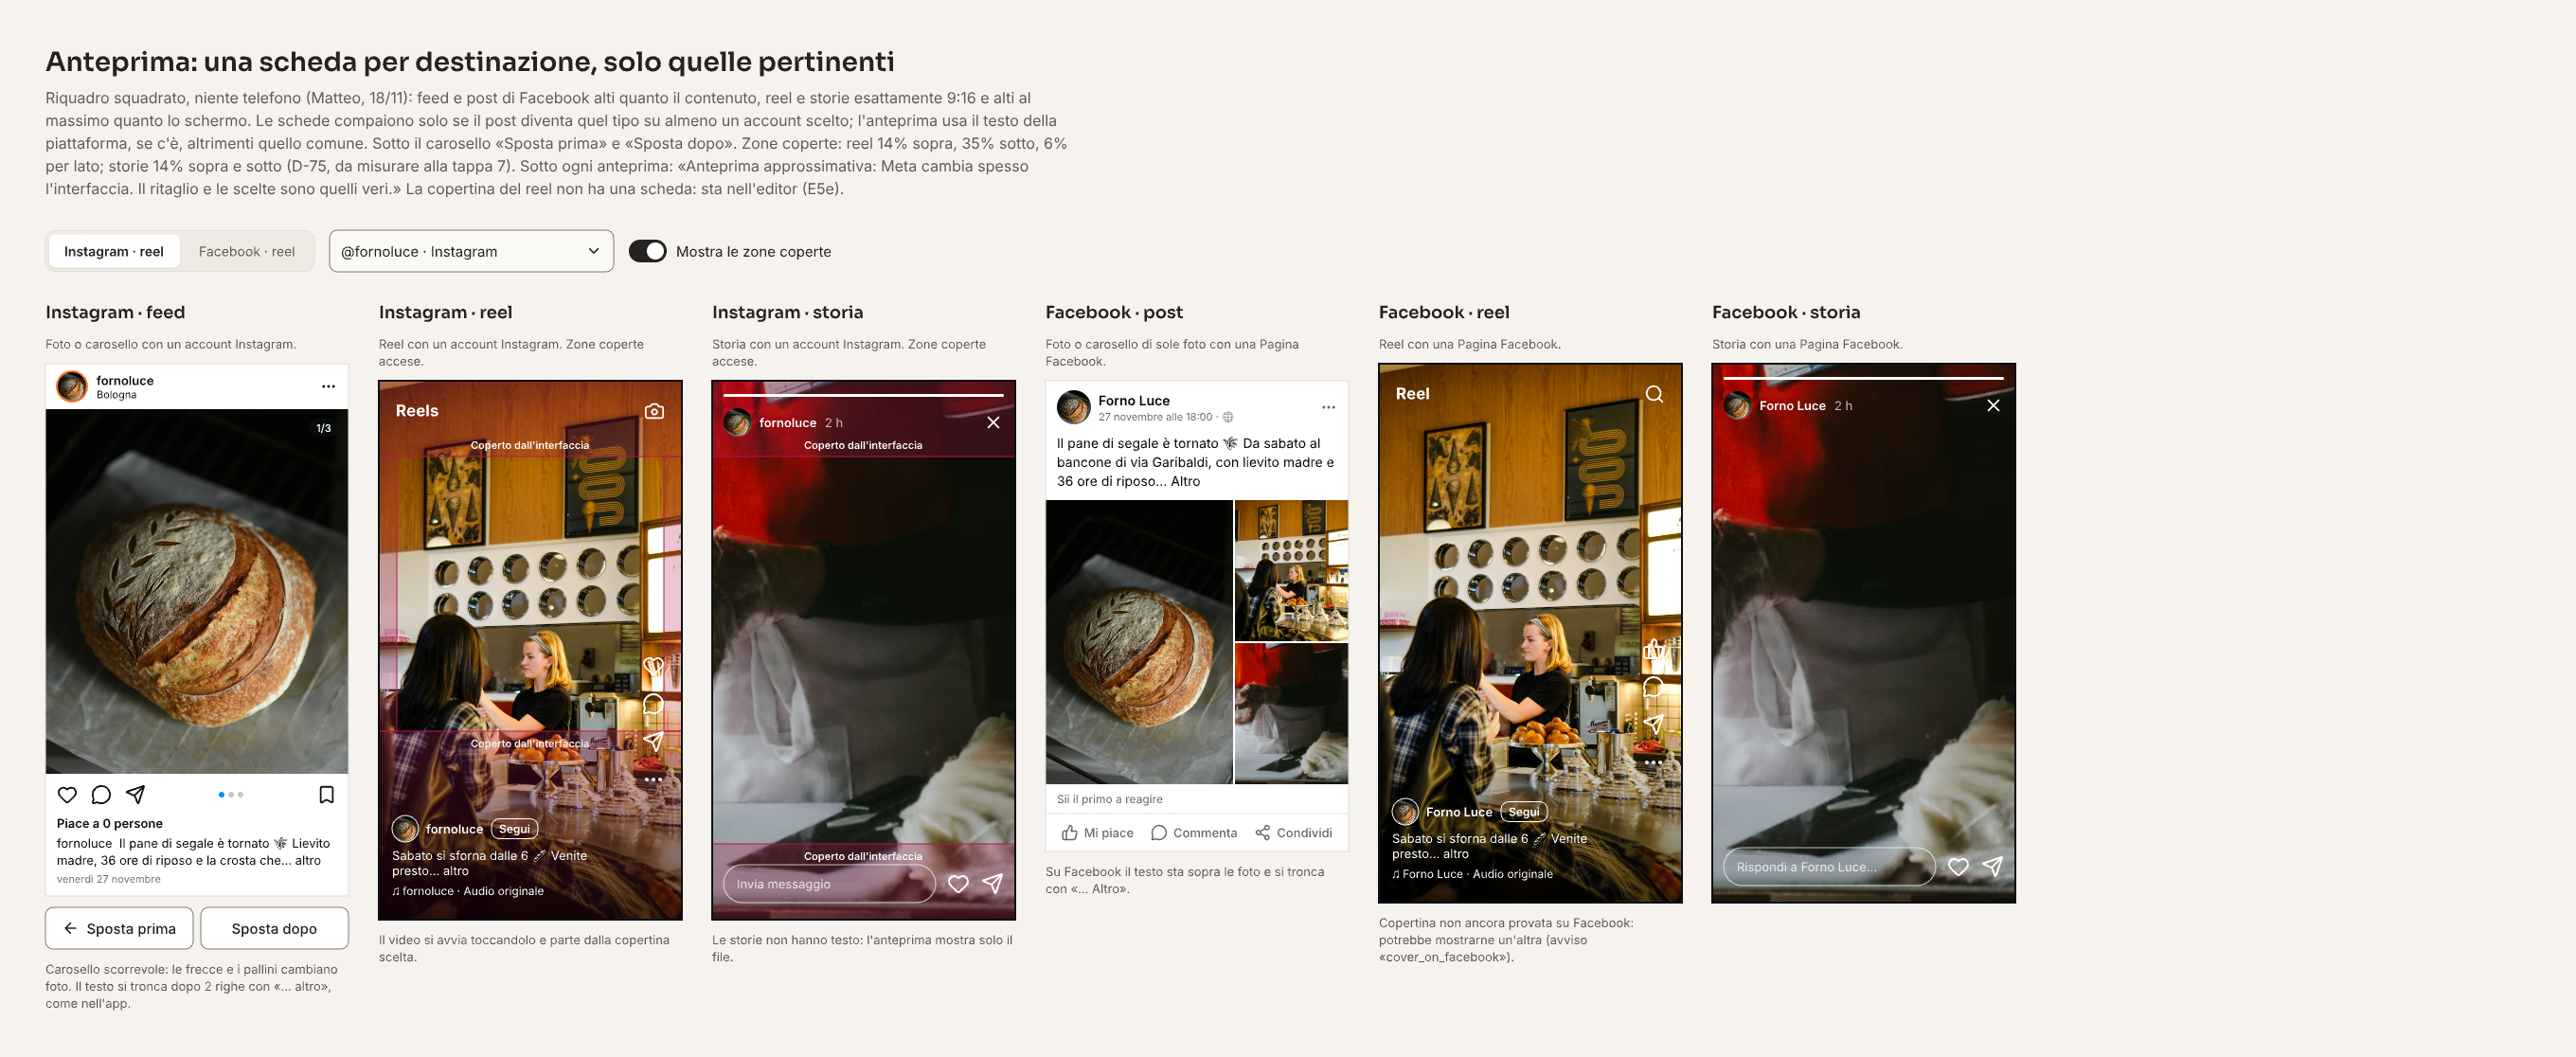 Anteprima: una scheda per destinazione, solo quelle pertinenti
Riquadro squadrato, niente telefono (Matteo, 18/11): feed e post di Facebook alti quanto il contenuto, reel e storie esattamente 9:16 e alti al
massimo quanto lo schermo. Le schede compaiono solo se il post diventa quel tipo su almeno un account scelto; l'anteprima usa il testo della
piattaforma, se c'è, altrimenti quello comune. Sotto il carosello «Sposta prima» e «Sposta dopo». Zone coperte: reel 14% sopra, 35% sotto, 6%
per lato; storie 14% sopra e sotto (D-75, da misurare alla tappa 7). Sotto ogni anteprima: «Anteprima approssimativa: Meta cambia spesso
l'interfaccia. Il ritaglio e le scelte sono quelli veri.» La copertina del reel non ha una scheda: sta nell'editor (E5e).
Instagram · reel
Facebook · reel
@fornoluce · Instagram
Mostra le zone coperte
Instagram · feed
Foto o carosello con un account Instagram.
fornoluce
Bologna
1/3
Piace a 0 persone
fornoluce Il pane di segale è tornato 🌾 Lievito
madre, 36 ore di riposo e la crosta che... altro
venerdì 27 novembre
Sposta prima
Sposta dopo
Carosello scorrevole: le frecce e i pallini cambiano
foto. Il testo si tronca dopo 2 righe con «... altro»,
come nell'app.
Instagram · reel
Reel con un account Instagram. Zone coperte
accese.
Reels
Coperto dall'interfaccia
Coperto dall'interfaccia
fornoluce
Segui
Sabato si sforna dalle 6 🥖 Venite
presto... altro
♫ fornoluce · Audio originale
Il video si avvia toccandolo e parte dalla copertina
scelta.
Instagram · storia
Storia con un account Instagram. Zone coperte
accese.
fornoluce 2 h
Coperto dall'interfaccia
Coperto dall'interfaccia
Invia messaggio
Le storie non hanno testo: l'anteprima mostra solo il
file.
Facebook · post
Foto o carosello di sole foto con una Pagina
Facebook.
Forno Luce
27 novembre alle 18:00 ·
Il pane di segale è tornato 🌾 Da sabato al
bancone di via Garibaldi, con lievito madre e
36 ore di riposo... Altro
Sii il primo a reagire
Mi piace
Commenta
Condividi
Su Facebook il testo sta sopra le foto e si tronca
con «... Altro».
Facebook · reel
Reel con una Pagina Facebook.
Reel
Forno Luce
Segui
Sabato si sforna dalle 6 🥖 Venite
presto... altro
♫ Forno Luce · Audio originale
Copertina non ancora provata su Facebook:
potrebbe mostrarne un'altra (avviso
«cover_on_facebook»).
Facebook · storia
Storia con una Pagina Facebook.
Forno Luce 2 h
Rispondi a Forno Luce...